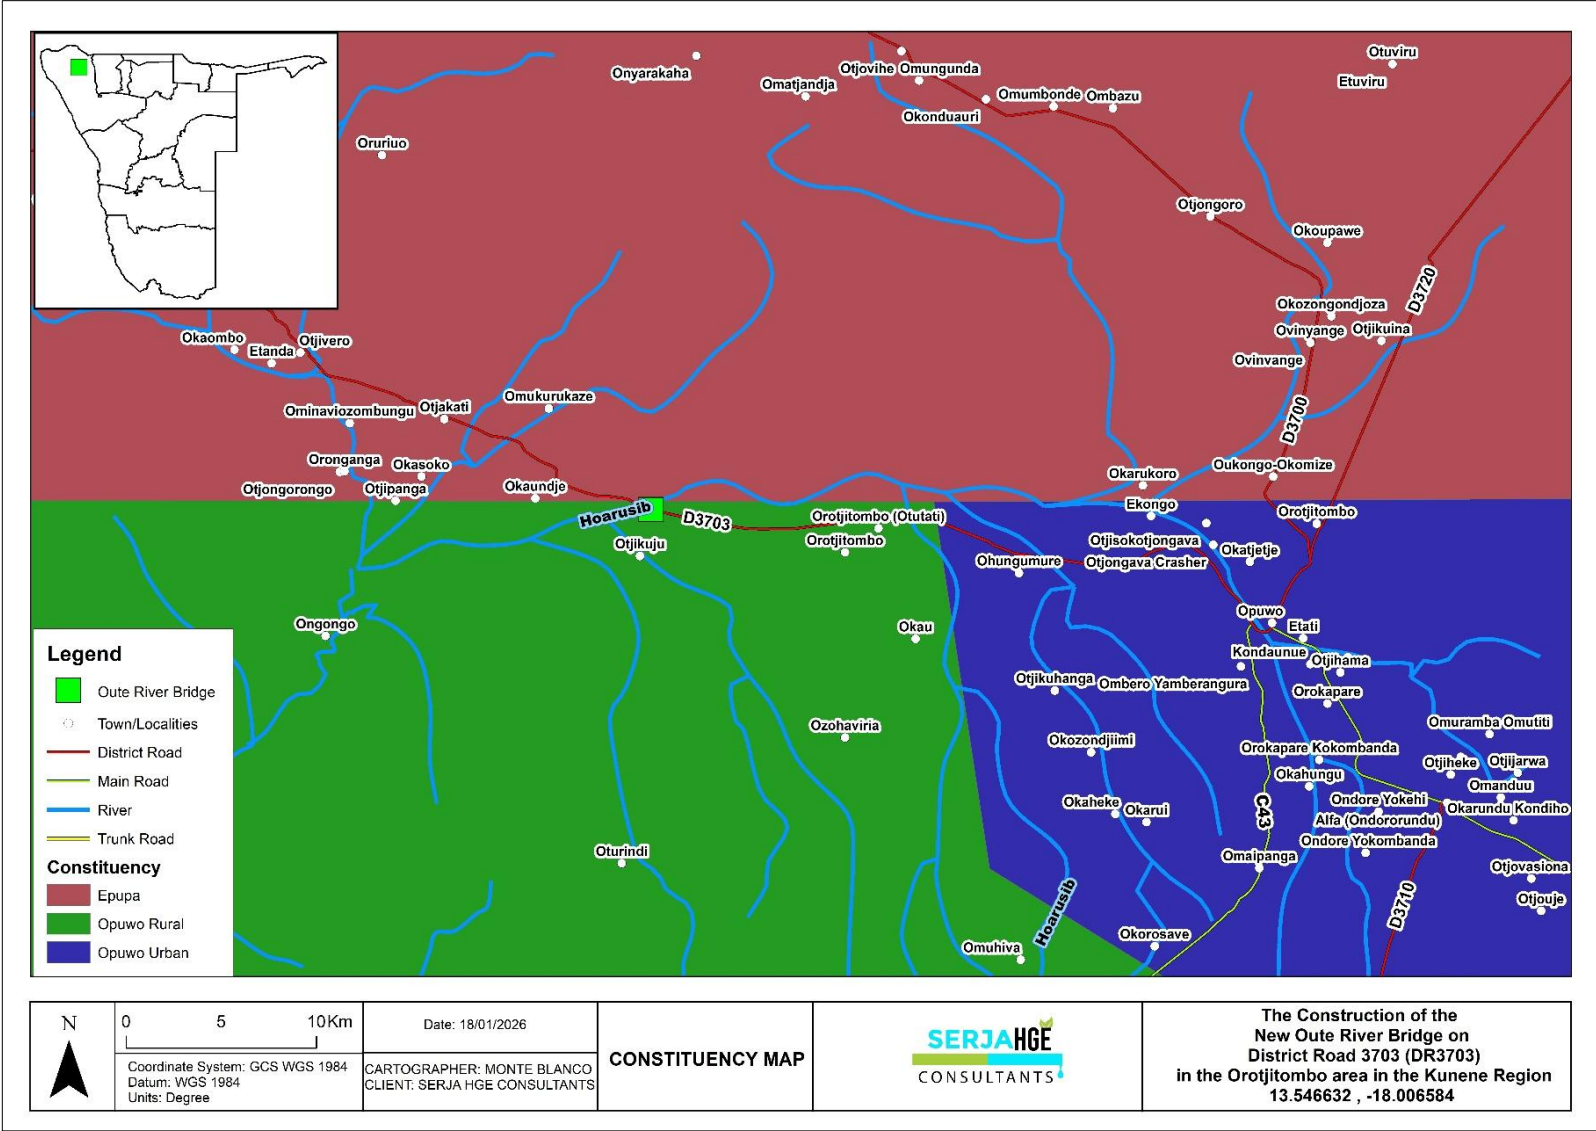 Onyarakaha
Omatjandja
Otjovihe
Omungunda
Otuviru
Etuviru
Omumbonde
Ombazu
Okonduauri
Oruriuo
Otjongoro
Okoupawe
D3720
Okozongondjoza
Ovinyange
Otjikuina
Ovinvange
Okaombo
Etanda
Otjivero
Ominaviozombungu
Otjakati
Omukurukaze
D3700
Oronganga
Okasoko
Otjongorongo
Otjipanga
Okaundje
Okarukoro
Oukongo-Okomize
Hoarusib
D3703
Orotjitombo (Otutati)
Ekongo
Orotjitombo
Otjikuju
Orotjitombo
Otjisokotjongava
Okatjetje
Ohungumure
Otjongava Crasher
Ongongo
Okau
Opuwo
Etati
Kondaunue
Otjihama
Otjikuhanga
Ombero Yamberangura
Orokapare
Ozohaviria
Omuramba Omutiti
Okozondjiimi
Orokapare Kokombanda
Otjiheke
Otjijarwa
Okahungu
Omanduu
Okaheke
Okarui
C43
Ondore Yokehi
Okarundu Kondiho
Alfa (Ondororundu)
Ondore Yokombanda
Oturindi
Omaipanga
Otjovasiona
D3710
Otjouje
Hoarusib
Omuhiva
Okorosave
Legend
Oute River Bridge
Town/Localities
District Road
Main Road
River
Trunk Road
Constituency
Epupa
Opuwo Rural
Opuwo Urban
N
0 5 10Km
Coordinate System: GCS WGS 1984
Datum: WGS 1984
Units: Degree
Date: 18/01/2026
CARTOGRAPHER: MONTE BLANCO
CLIENT: SERJA HGE CONSULTANTS
CONSTITUENCY MAP
SERJAHGE
CONSULTANTS
The Construction of the
New Oute River Bridge on
District Road 3703 (DR3703)
in the Orotjitombo area in the Kunene Region
13.546632 , -18.006584